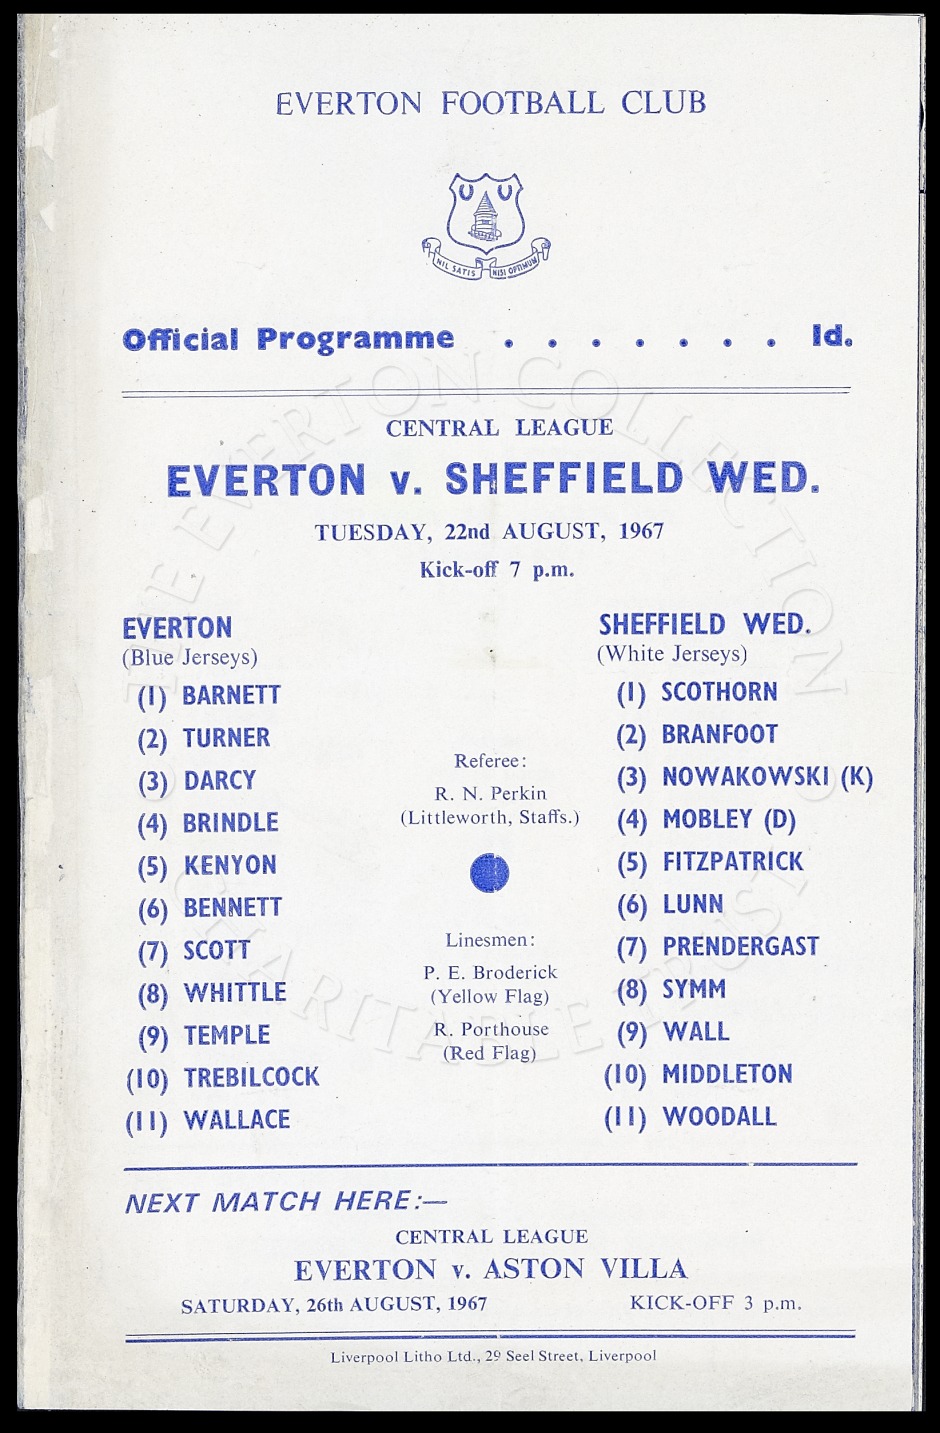 EVERTON FOOTBALL CLUB
NIL SATIS NISI OPTIMUM
Official Programme . . . . . . . 1d.
CENTRAL LEAGUE
EVERTON v. SHEFFIELD WED.
TUESDAY, 22nd AUGUST, 1967
Kick-off 7 p.m.
EVERTON
(Blue Jerseys)
(1) BARNETT
(2) TURNER
(3) DARCY
(4) BRINDLE
(5) KENYON
(6) BENNETT
(7) SCOTT
(8) WHITTLE
(9) TEMPLE
(10) TREBILCOCK
(11) WALLACE
Referee:
R. N. Perkin
(Littleworth, Staffs.)
Linesmen:
P. E. Broderick
(Yellow Flag)
R. Porthouse
(Red Flag)
SHEFFIELD WED.
(White Jerseys)
(1) SCOTHORN
(2) BRANFOOT
(3) NOWAKOWSKI (K)
(4) MOBLEY (D)
(5) FITZPATRICK
(6) LUNN
(7) PRENDERGAST
(8) SYMM
(9) WALL
(10) MIDDLETON
(11) WOODALL
NEXT MATCH HERE:—
CENTRAL LEAGUE
EVERTON v. ASTON VILLA
SATURDAY, 26th AUGUST, 1967 KICK-OFF 3 p.m.
Liverpool Litho Ltd., 29 Seel Street, Liverpool
THE EVERTON COLLECTION
CHARITABLE TRUST